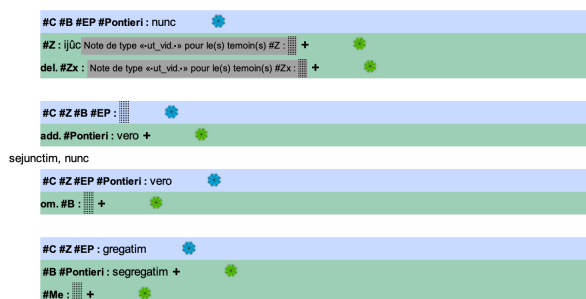 #C #B #EP #Pontieri : nunc
#Z : ijûc Note de type «‑ut_vid.‑» pour le(s) temoin(s) #Z : +
del. #Zx : Note de type «‑ut_vid.‑» pour le(s) temoin(s) #Zx : +
#C #Z #B #EP :
add. #Pontieri : vero +
sejunctim, nunc
#C #Z #EP #Pontieri : vero
om. #B : +
#C #Z #EP : gregatim
#B #Pontieri : segregatim +
#Me : +